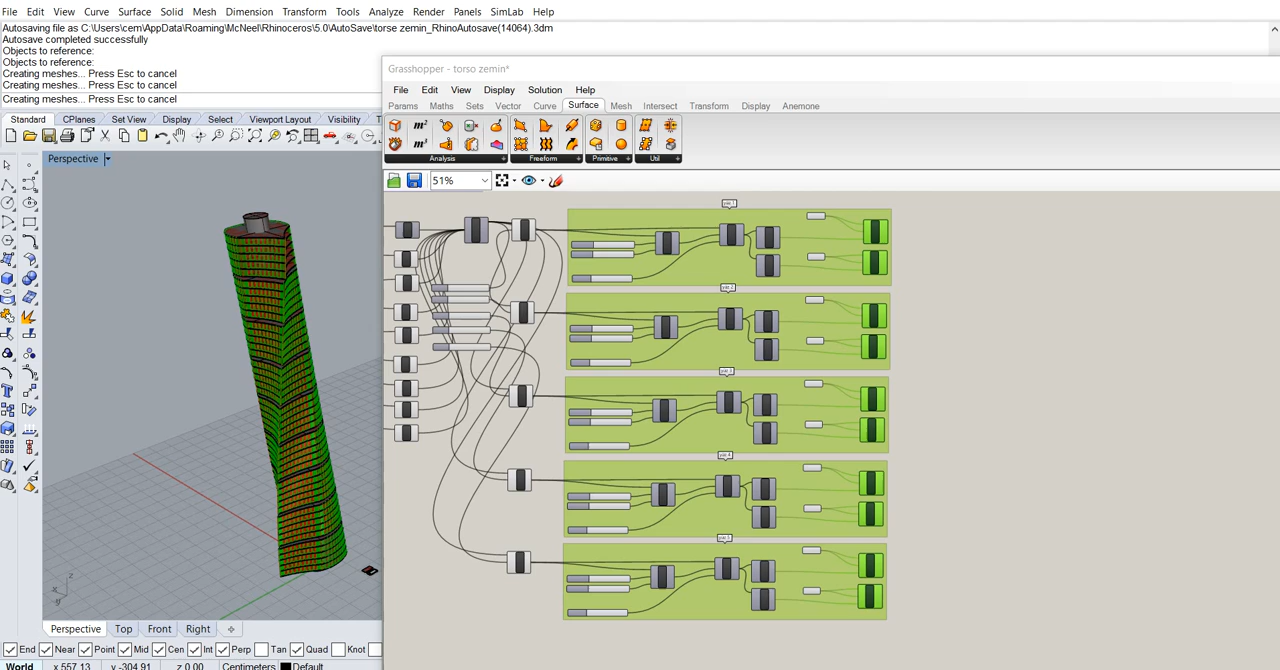 File Edit View Curve Surface Solid Mesh Dimension Transform Tools Analyze Render Panels SimLab Help
Autosaving file as C:\Users\cem\AppData\Roaming\McNeel\Rhinoceros\5.0\AutoSave\torse zemin_RhinoAutosave(14064).3dm
Autosave completed successfully
Objects to reference:
Objects to reference:
Creating meshes... Press Esc to cancel
Creating meshes... Press Esc to cancel
Creating meshes... Press Esc to cancel
Standard CPlanes Set View Display Select Viewport Layout Visibility T
Perspective
Grasshopper - torso zemin*
File Edit View Display Solution Help
Params Maths Sets Vector Curve Surface Mesh Intersect Transform Display Anemone
m²
m³
Analysis Freeform Primitive Util
51%
x z
y
Perspective Top Front Right
End Near Point Mid Cen Int Perp Tan Quad Knot
World x 557.13 y -304.91 z 0.00 Centimeters Default